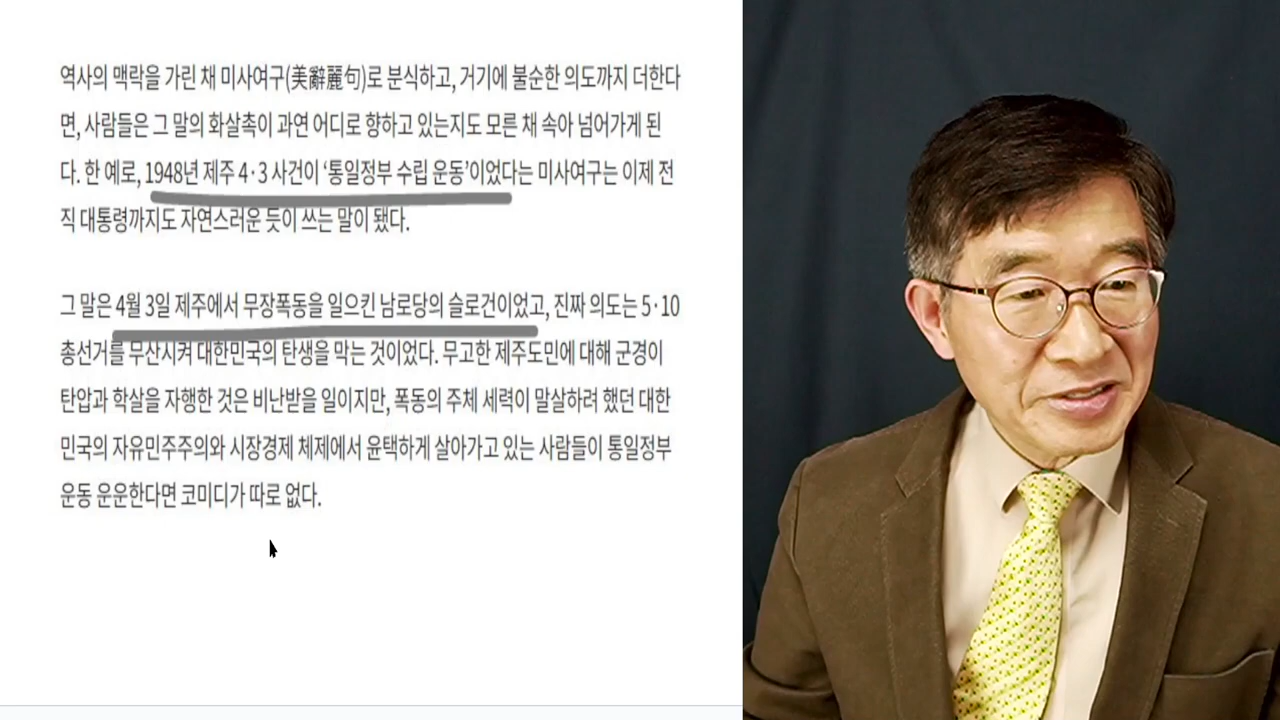 역사의 맥락을 가린 채 미사여구(美辭麗句)로 분식하고, 거기에 불순한 의도까지 더한다
면, 사람들은 그 말의 화살촉이 과연 어디로 향하고 있는지도 모른 채 속아 넘어가게 된
다. 한 예로, 1948년 제주 4·3 사건이 ‘통일정부 수립 운동’이었다는 미사여구는 이제 전
직 대통령까지도 자연스러운 듯이 쓰는 말이 됐다.
그 말은 4월 3일 제주에서 무장폭동을 일으킨 남로당의 슬로건이었고, 진짜 의도는 5·10
총선거를 무산시켜 대한민국의 탄생을 막는 것이었다. 무고한 제주도민에 대해 군경이
탄압과 학살을 자행한 것은 비난받을 일이지만, 폭동의 주체 세력이 말살하려 했던 대한
민국의 자유민주주의와 시장경제 체제에서 윤택하게 살아가고 있는 사람들이 통일정부
운동 운운한다면 코미디가 따로 없다.